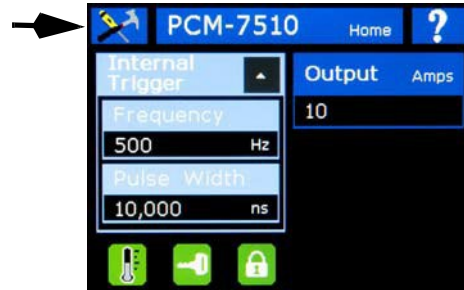 PCM-7510 Home ?
Internal
Trigger
Frequency
500 Hz
Pulse Width
10,000 ns
Output Amps
10